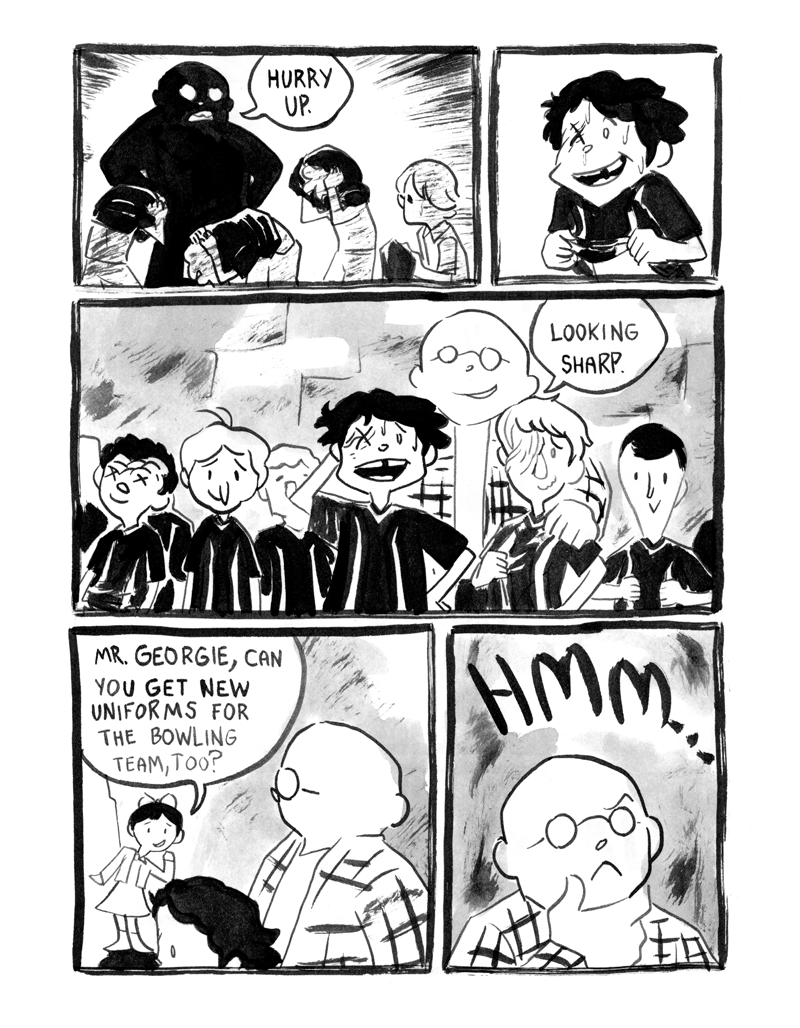 HURRY
UP.
LOOKING
SHARP.
MR. GEORGIE, CAN
YOU GET NEW
UNIFORMS FOR
THE BOWLING
TEAM, TOO?
HMM...